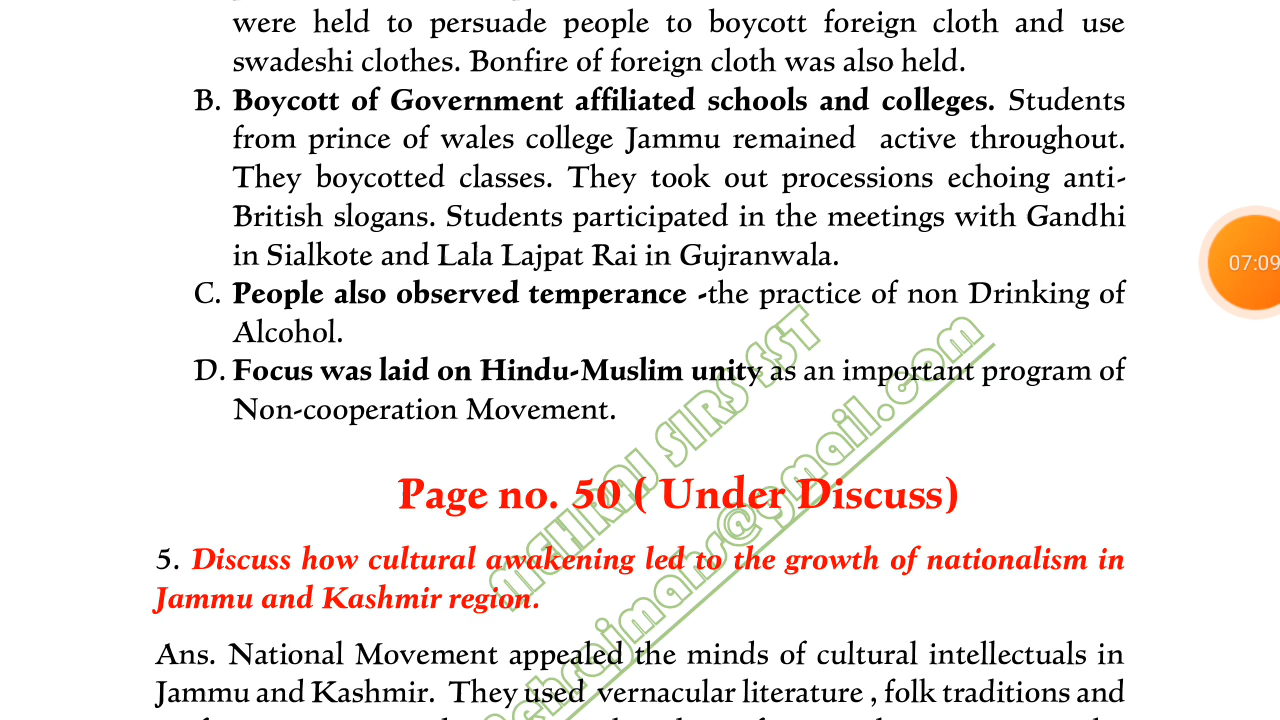 were held to persuade people to boycott foreign cloth and use
swadeshi clothes. Bonfire of foreign cloth was also held.
B. Boycott of Government affiliated schools and colleges. Students
from prince of wales college Jammu remained active throughout.
They boycotted classes. They took out processions echoing anti-
British slogans. Students participated in the meetings with Gandhi
in Sialkote and Lala Lajpat Rai in Gujranwala.
07:09
C. People also observed temperance -the practice of non Drinking of
Alcohol.
D. Focus was laid on Hindu-Muslim unity as an important program of
Non-cooperation Movement.
MEHRAJ SIRS SST
@gmail.com
Page no. 50 ( Under Discuss)
5. Discuss how cultural awakening led to the growth of nationalism in
Jammu and Kashmir region.
Ans. National Movement appealed the minds of cultural intellectuals in
Jammu and Kashmir. They used vernacular literature , folk traditions and